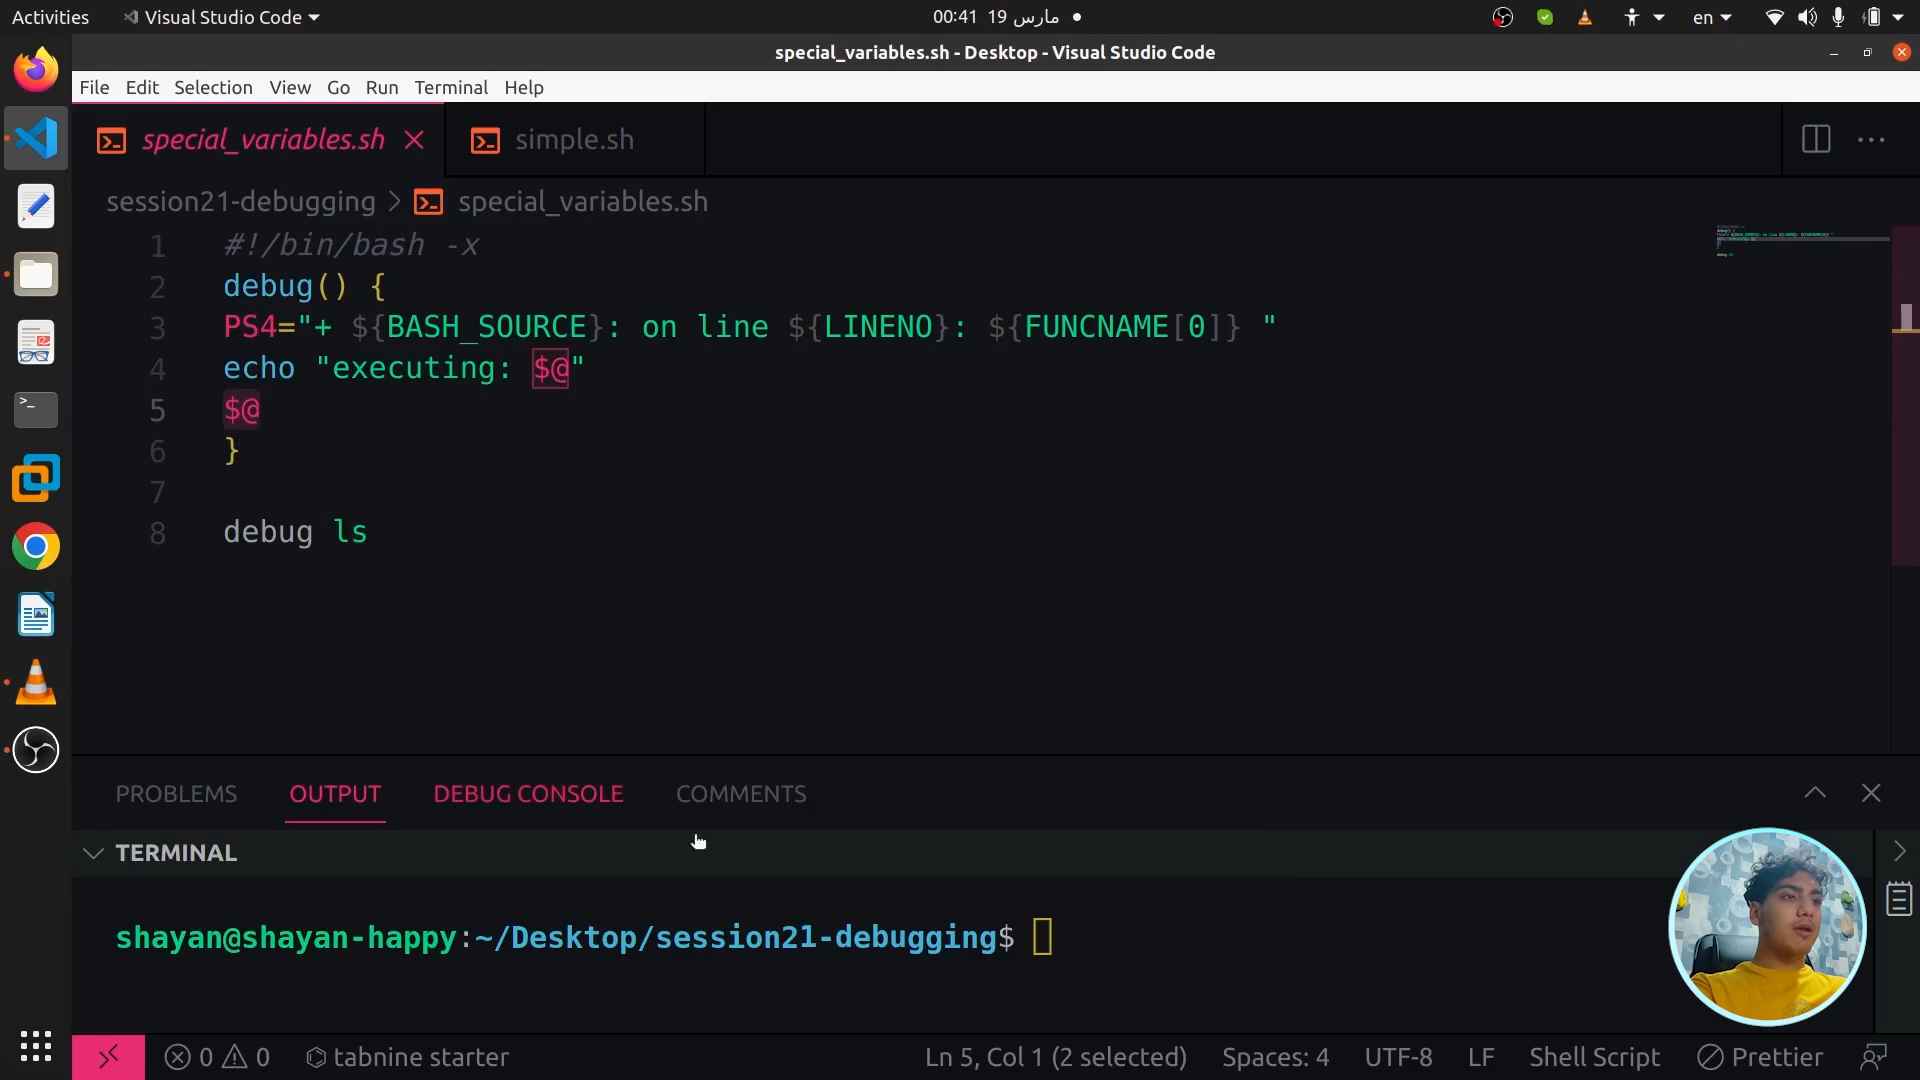 Activities
Visual Studio Code
00:41 19 مارس
en
special_variables.sh - Desktop - Visual Studio Code
File Edit Selection View Go Run Terminal Help
special_variables.sh
simple.sh
session21-debugging > special_variables.sh
1 #!/bin/bash -x
2 debug() {
3 PS4="+ ${BASH_SOURCE}: on line ${LINENO}: ${FUNCNAME[0]} "
4 echo "executing: $@"
5 $@
6 }
7
8 debug ls
PROBLEMS OUTPUT DEBUG CONSOLE COMMENTS
TERMINAL
shayan@shayan-happy:~/Desktop/session21-debugging$
0 0 tabnine starter Ln 5, Col 1 (2 selected) Spaces: 4 UTF-8 LF Shell Script Prettier